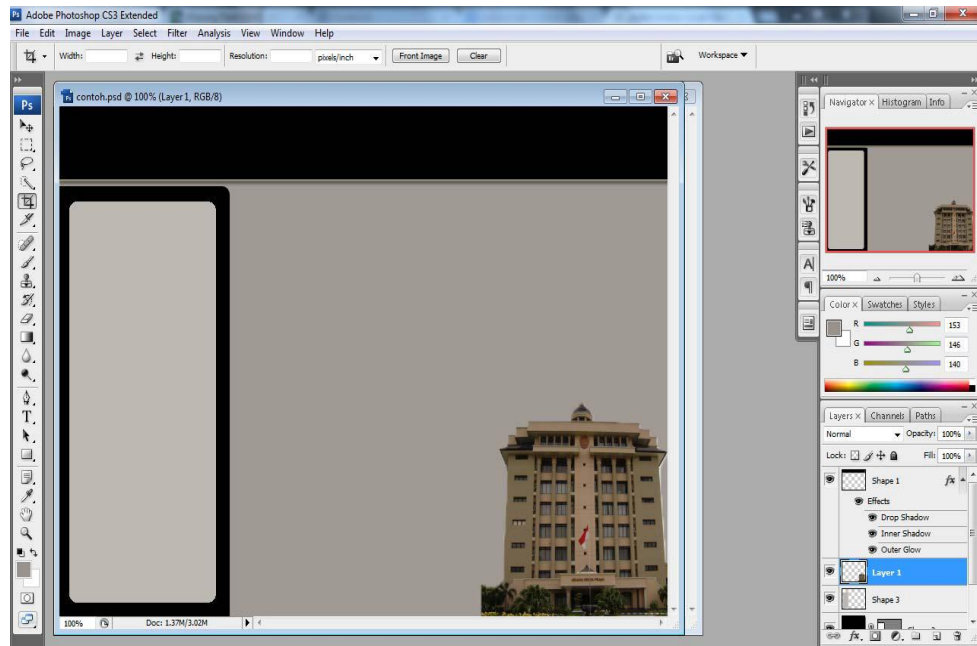 Adobe Photoshop CS3 Extended
File Edit Image Layer Select Filter Analysis View Window Help
Width: Height: Resolution: pixels/inch Front Image Clear Workspace
contoh.psd @ 100% (Layer 1, RGB/8)
Ps
Navigator Histogram Info
100%
Color Swatches Styles
R 153
G 146
B 140
Layers Channels Paths
Normal Opacity: 100%
Lock: Fill: 100%
Shape 1 fx
Effects
Drop Shadow
Inner Shadow
Outer Glow
Layer 1
Shape 3
100% Doc: 1.37M/3.02M